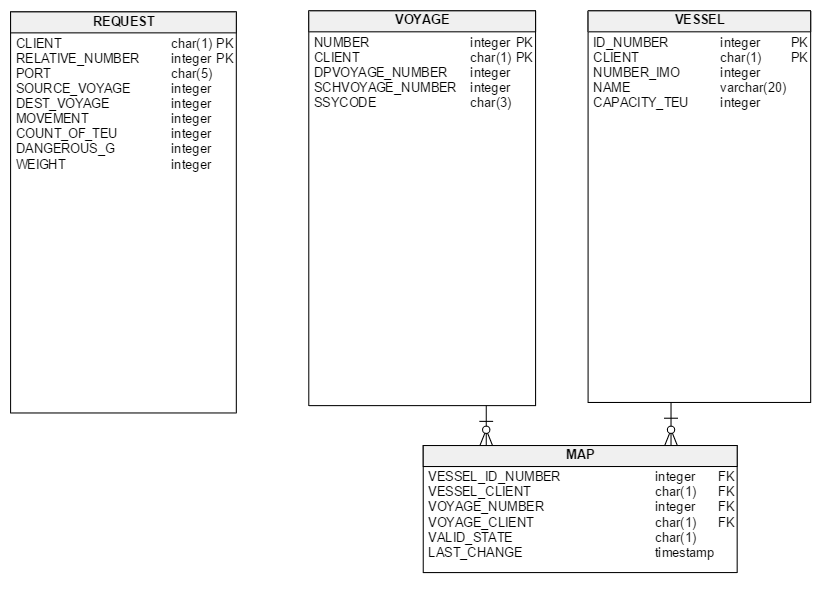 REQUEST
CLIENT char(1) PK
RELATIVE_NUMBER integer PK
PORT char(5)
SOURCE_VOYAGE integer
DEST_VOYAGE integer
MOVEMENT integer
COUNT_OF_TEU integer
DANGEROUS_G integer
WEIGHT integer
VOYAGE
NUMBER integer PK
CLIENT char(1) PK
DPVOYAGE_NUMBER integer
SCHVOYAGE_NUMBER integer
SSYCODE char(3)
VESSEL
ID_NUMBER integer PK
CLIENT char(1) PK
NUMBER_IMO integer
NAME varchar(20)
CAPACITY_TEU integer
MAP
VESSEL_ID_NUMBER integer FK
VESSEL_CLIENT char(1) FK
VOYAGE_NUMBER integer FK
VOYAGE_CLIENT char(1) FK
VALID_STATE char(1)
LAST_CHANGE timestamp